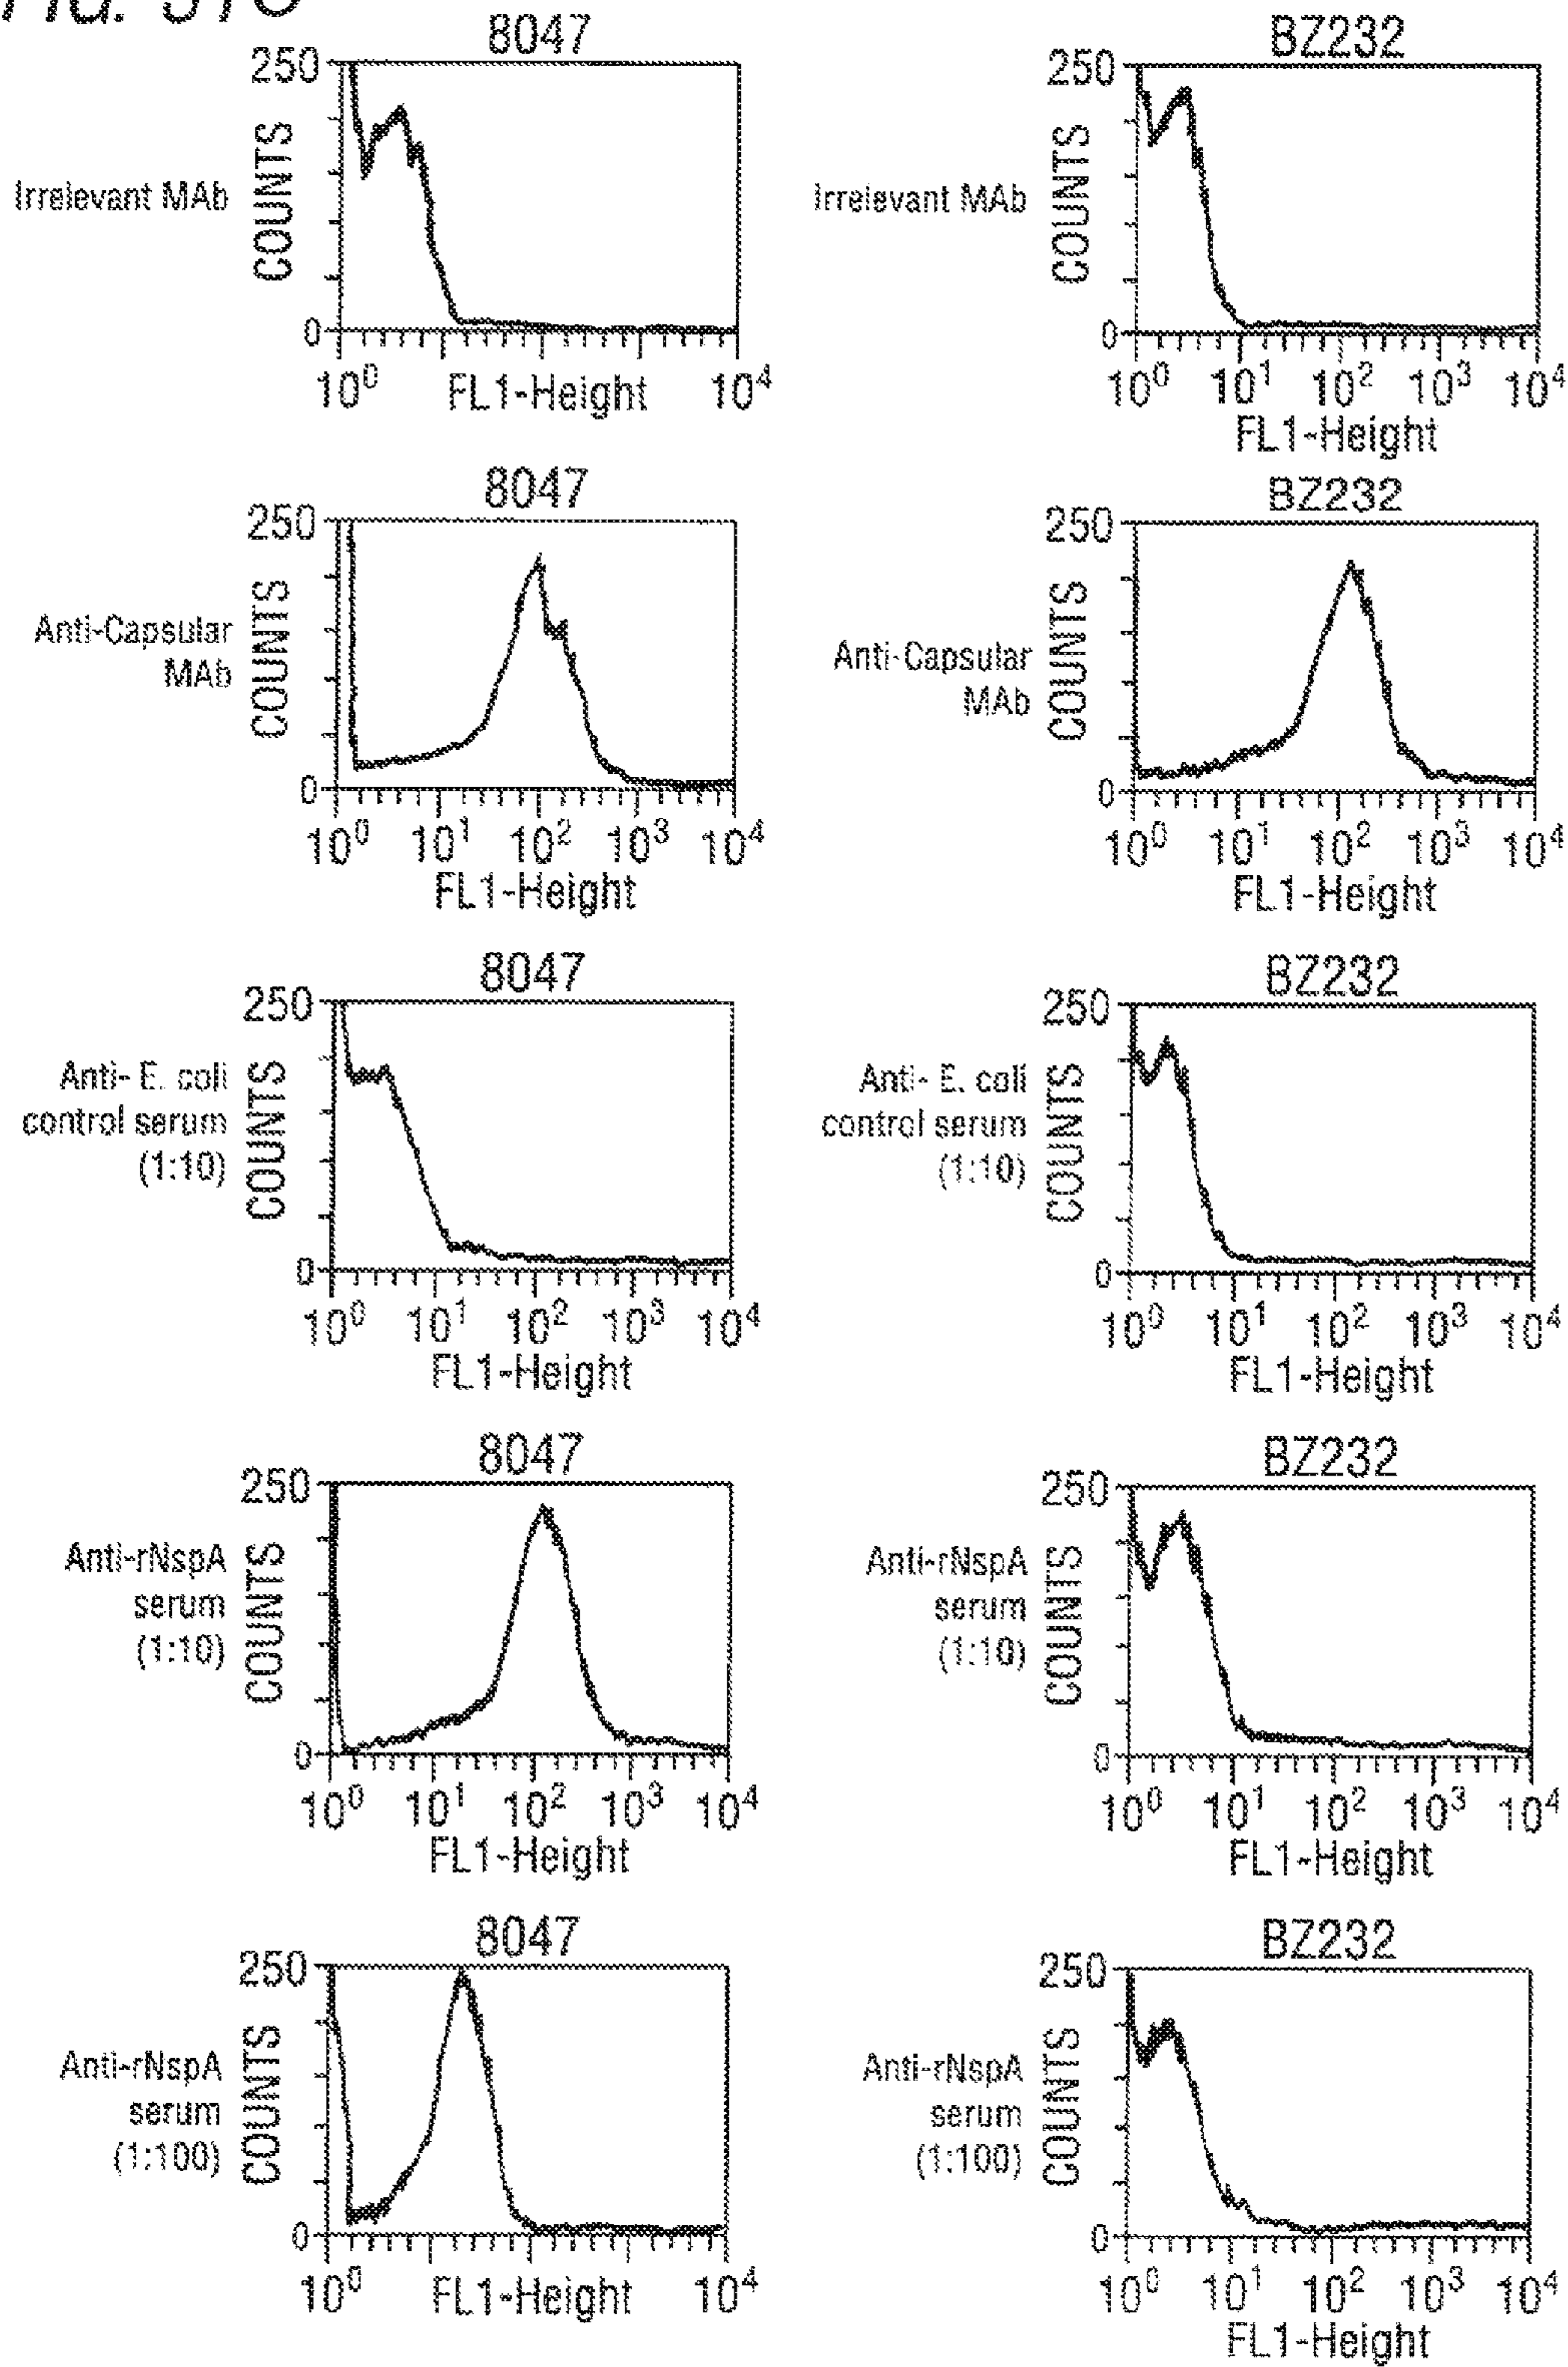 8047
250
COUNTS
Irrelevant MAb
0
10⁰ FL1-Height 10⁴
BZ232
250
COUNTS
Irrelevant MAb
0
10⁰ 10¹ 10² 10³ 10⁴
FL1-Height
8047
250
COUNTS
Anti-Capsular
MAb
0
10⁰ 10¹ 10² 10³ 10⁴
FL1-Height
BZ232
250
COUNTS
Anti-Capsular
MAb
0
10⁰ 10¹ 10² 10³ 10⁴
FL1-Height
8047
250
COUNTS
Anti- E. coli
control serum
(1:10)
0
10⁰ 10¹ 10² 10³ 10⁴
FL1-Height
BZ232
250
COUNTS
Anti- E. coli
control serum
(1:10)
0
10⁰ 10¹ 10² 10³ 10⁴
FL1-Height
8047
250
COUNTS
Anti-rNspA
serum
(1:10)
0
10⁰ 10¹ 10² 10³ 10⁴
FL1-Height
BZ232
250
COUNTS
Anti-rNspA
serum
(1:10)
0
10⁰ 10¹ 10² 10³ 10⁴
FL1-Height
8047
250
COUNTS
Anti-rNspA
serum
(1:100)
0
10⁰ FL1-Height 10⁴
BZ232
250
COUNTS
Anti-rNspA
serum
(1:100)
0
10⁰ 10¹ 10² 10³ 10⁴
FL1-Height